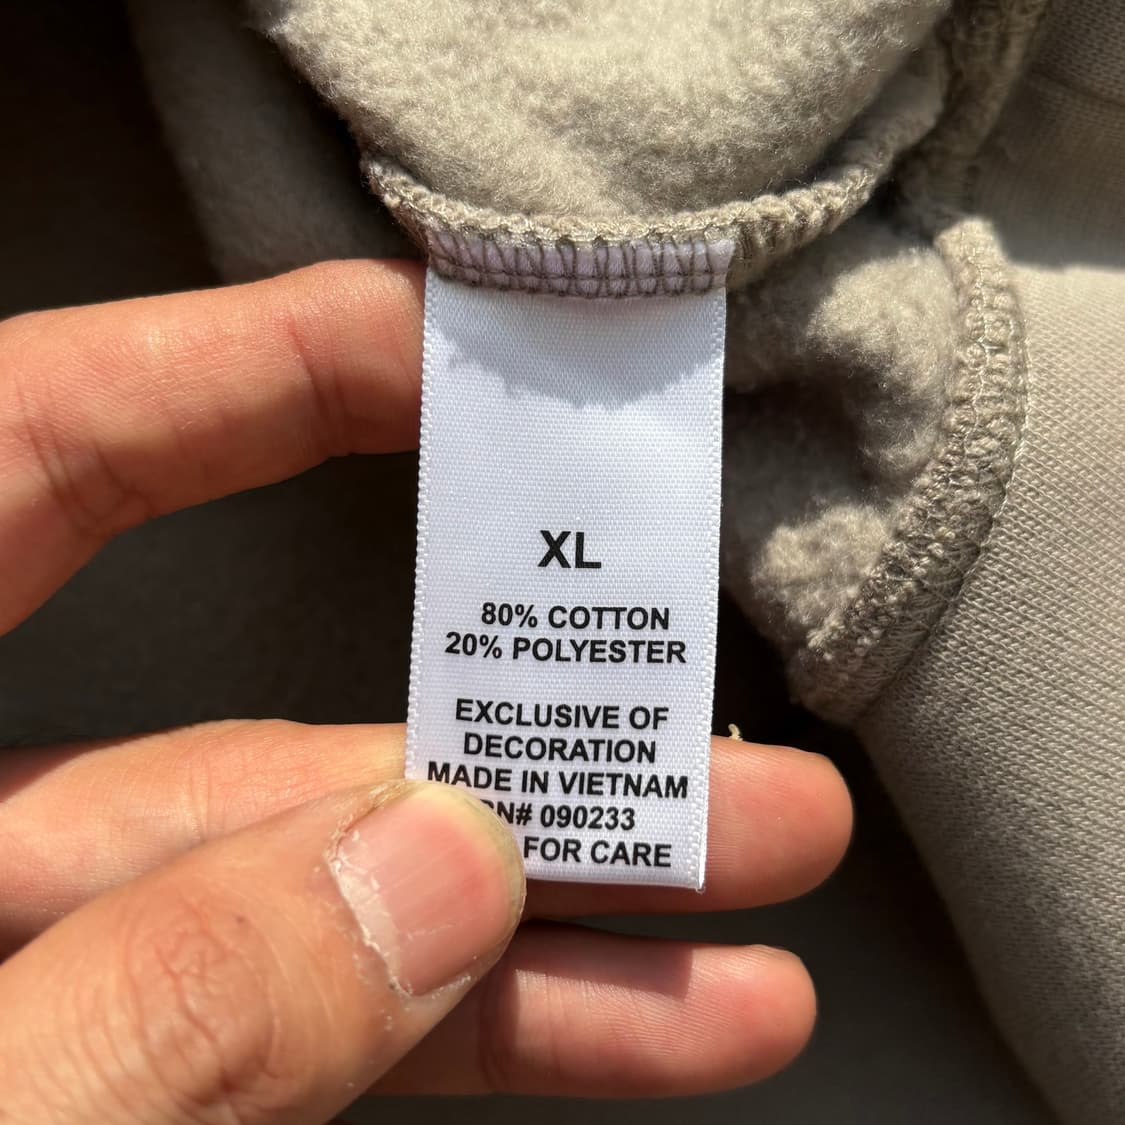 XL
80% COTTON
20% POLYESTER
EXCLUSIVE OF
DECORATION
MADE IN VIETNAM
090233
FOR CARE